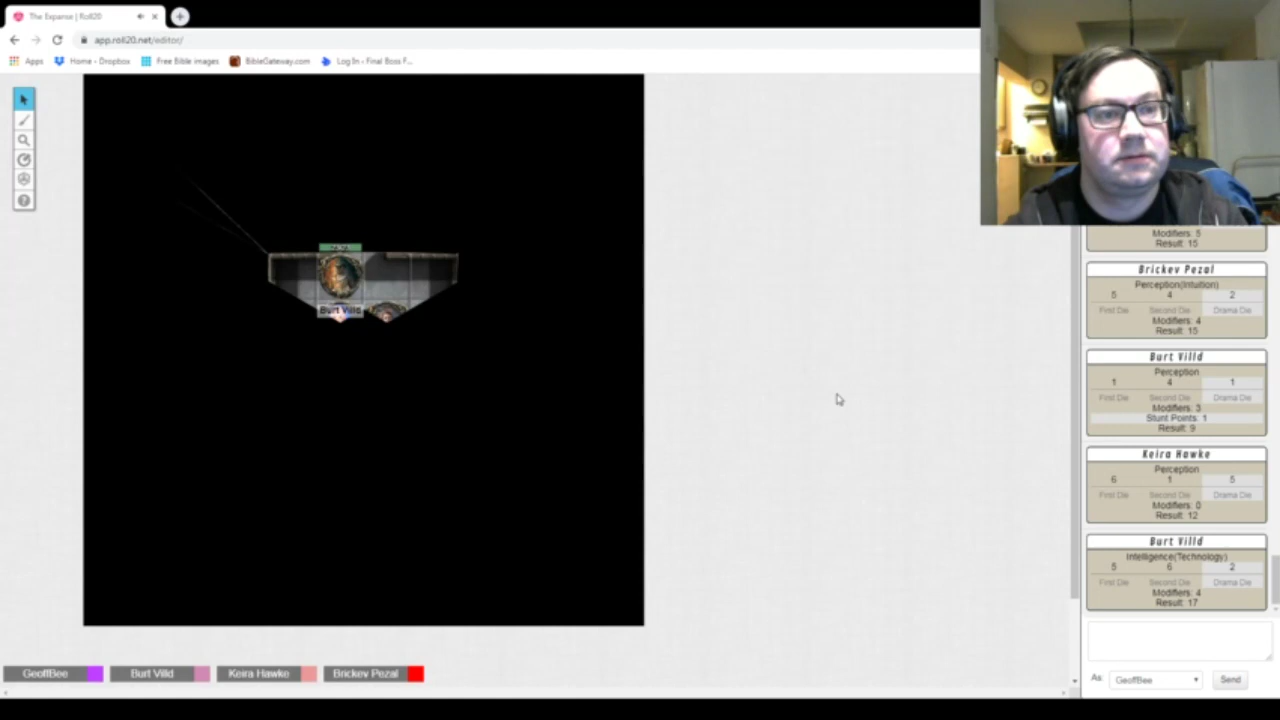 The Expanse | Roll20
app.roll20.net/editor/
Apps
Home - Dropbox
Free Bible images
BibleGateway.com
Log In - Final Boss F...
Burt Villd
Modifiers: 5
Result: 15
Brickev Pezal
Perception(Intuition)
5 4 2
First Die Second Die Drama Die
Modifiers: 4
Result: 15
Burt Villd
Perception
1 4 1
First Die Second Die Drama Die
Modifiers: 3
Stunt Points: 1
Result: 9
Keira Hawke
Perception
6 1 5
First Die Second Die Drama Die
Modifiers: 0
Result: 12
Burt Villd
Intelligence(Technology)
5 6 2
First Die Second Die Drama Die
Modifiers: 4
Result: 17
As: GeoffBee Send
GeoffBee Burt Villd Keira Hawke Brickev Pezal